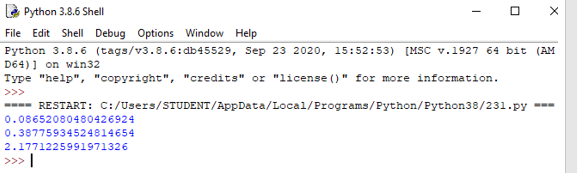 Python 3.8.6 Shell
File Edit Shell Debug Options Window Help
Python 3.8.6 (tags/v3.8.6:db45529, Sep 23 2020, 15:52:53) [MSC v.1927 64 bit (AM
D64)] on win32
Type "help", "copyright", "credits" or "license()" for more information.
>>>
==== RESTART: C:/Users/STUDENT/AppData/Local/Programs/Python/Python38/231.py ===
0.08652080480426924
0.38775934524814654
2.1771225991971326
>>>